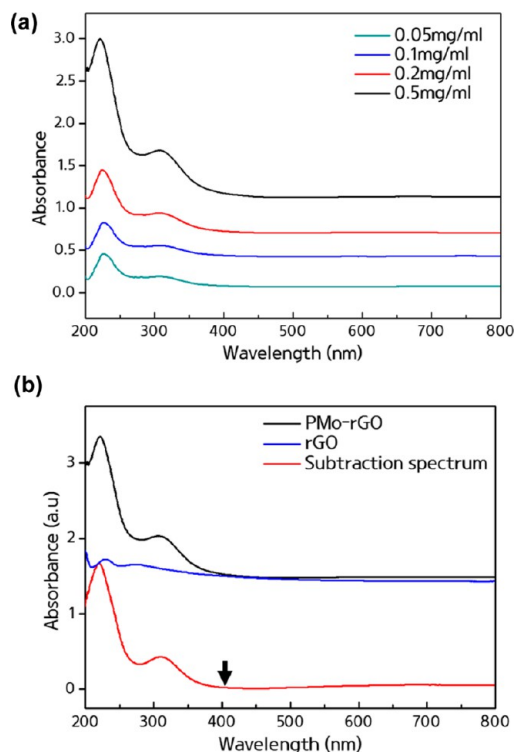 (a)
0.05mg/ml
0.1mg/ml
0.2mg/ml
0.5mg/ml
Absorbance
3.0
2.5
2.0
1.5
1.0
0.5
0.0
200 300 400 500 600 700 800
Wavelength (nm)
(b)
PMo-rGO
rGO
Subtraction spectrum
Absorbance (a.u)
3
2
1
0
200 300 400 500 600 700 800
Wavelength (nm)